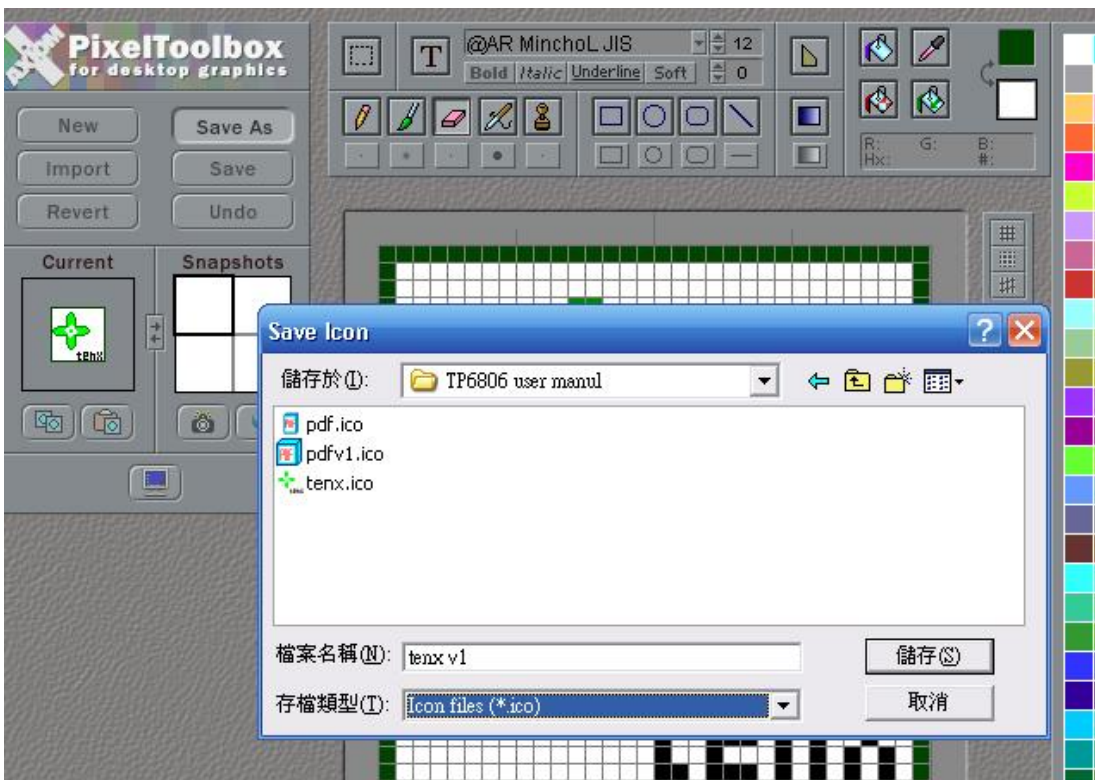 PixelToolbox
for desktop graphics
@AR MinchoL JIS
12
T
Bold Italic Underline Soft
0
New
Save As
Import
Save
Revert
Undo
R: G: B:
Hx: #:
Current
Snapshots
tenx
Save Icon
儲存於(I):
TP6806 user manul
pdf.ico
pdfv1.ico
tenx.ico
檔案名稱(N):
tenx v1
儲存(S)
存檔類型(T):
Icon files (*.ico)
取消